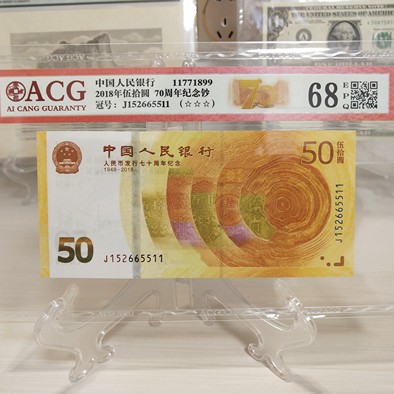 ACG
AI CANG GUARANTY
中国人民银行 11771899
2018年伍拾圆 70周年纪念钞
冠号: J152665511 (☆☆☆)
70
68
EPQ
中国人民银行
人民币发行七十周年纪念
1948-2018
50
伍拾圆
J152665511
50
J152665511